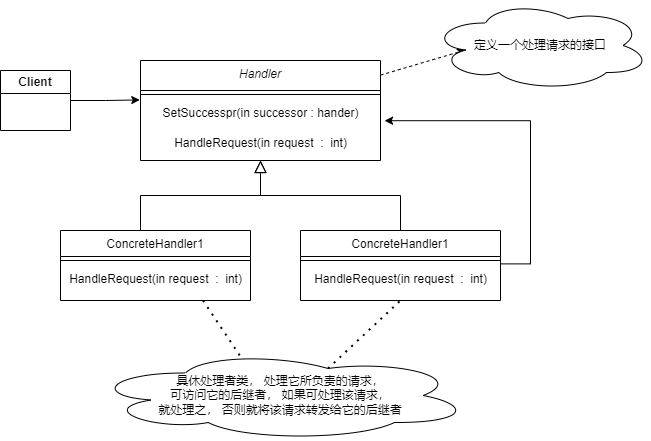 定义一个处理请求的接口
Handler
Client
SetSuccesspr(in successor : hander)
HandleRequest(in request : int)
ConcreteHandler1
ConcreteHandler1
HandleRequest(in request : int)
HandleRequest(in request : int)
具休处理者类， 处理它所负责的请求，
可访问它的后继者， 如果可处理该请求，
就处理之， 否则就将该请求转发给它的后继者